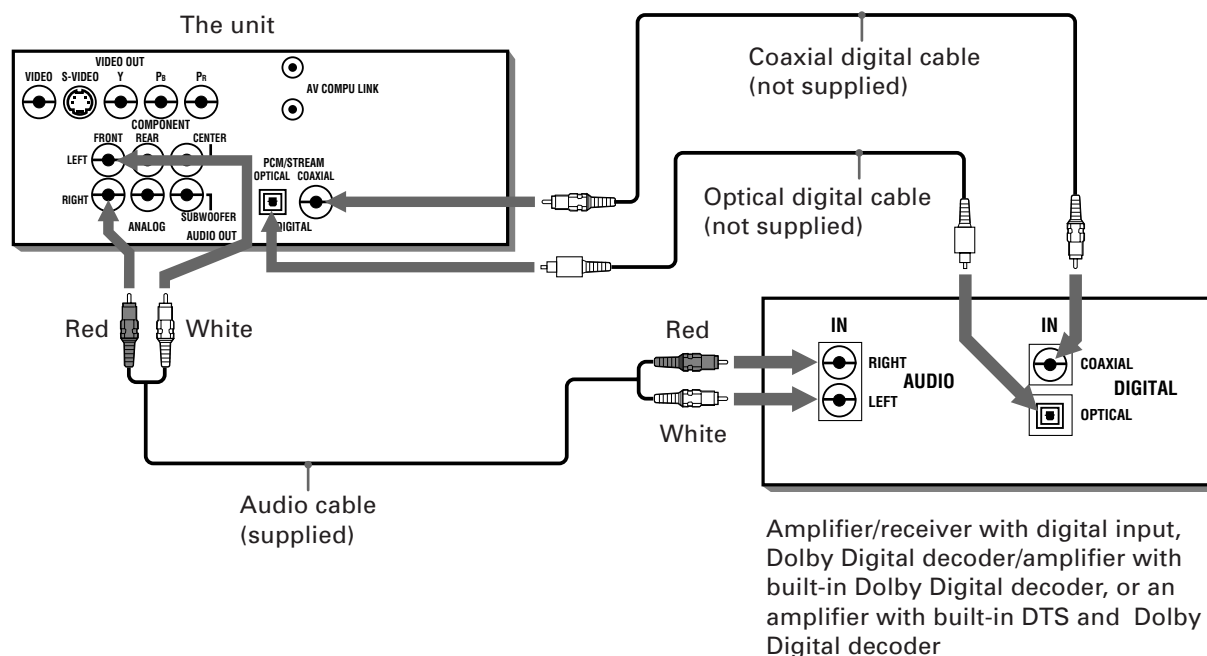 The unit
VIDEO OUT
VIDEO S-VIDEO Y PB PR
COMPONENT
AV COMPU LINK
FRONT REAR CENTER
LEFT
RIGHT
SUBWOOFER
ANALOG
AUDIO OUT
PCM/STREAM
OPTICAL COAXIAL
DIGITAL
Coaxial digital cable
(not supplied)
Optical digital cable
(not supplied)
Red
White
Red
White
Audio cable
(supplied)
IN
RIGHT
LEFT
AUDIO
IN
COAXIAL
OPTICAL
DIGITAL
Amplifier/receiver with digital input,
Dolby Digital decoder/amplifier with
built-in Dolby Digital decoder, or an
amplifier with built-in DTS and Dolby
Digital decoder